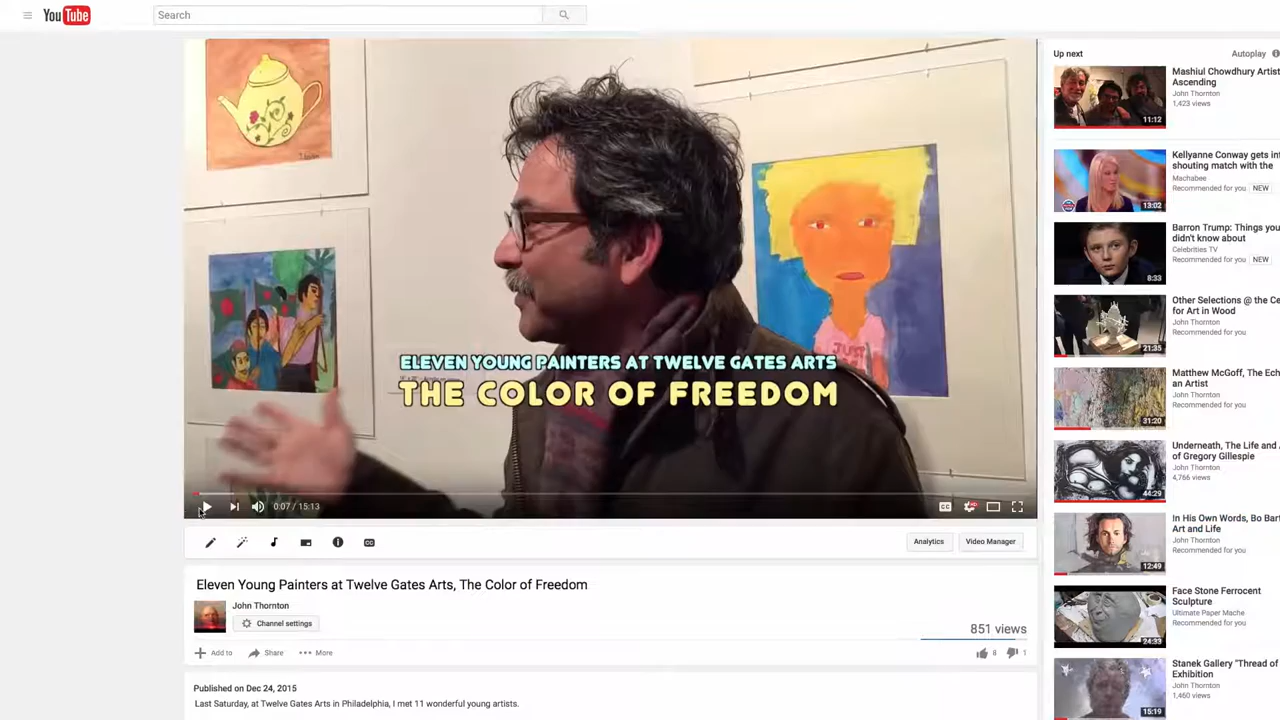 YouTube
Search
ELEVEN YOUNG PAINTERS AT TWELVE GATES ARTS
THE COLOR OF FREEDOM
JUST
0:07 / 15:13
CC
Analytics
Video Manager
Eleven Young Painters at Twelve Gates Arts, The Color of Freedom
John Thornton
Channel settings
851 views
Add to
Share
More
8
1
Published on Dec 24, 2015
Last Saturday, at Twelve Gates Arts in Philadelphia, I met 11 wonderful young artists.
Up next
Autoplay
Mashiul Chowdhury Artist
Ascending
John Thornton
1,423 views
11:12
Kellyanne Conway gets in
shouting match with the
Machabee
Recommended for you NEW
13:02
Barron Trump: Things you
didn't know about
Celebrities TV
Recommended for you NEW
8:33
Other Selections @ the Ce
for Art in Wood
John Thornton
Recommended for you
21:35
Matthew McGoff, The Ech
an Artist
John Thornton
Recommended for you
31:20
Underneath, The Life and
of Gregory Gillespie
John Thornton
4,766 views
44:29
In His Own Words, Bo Bart
Art and Life
John Thornton
Recommended for you
12:49
Face Stone Ferrocent
Sculpture
Ultimate Paper Mache
Recommended for you
24:33
Stanek Gallery "Thread of
Exhibition
John Thornton
1,460 views
15:19